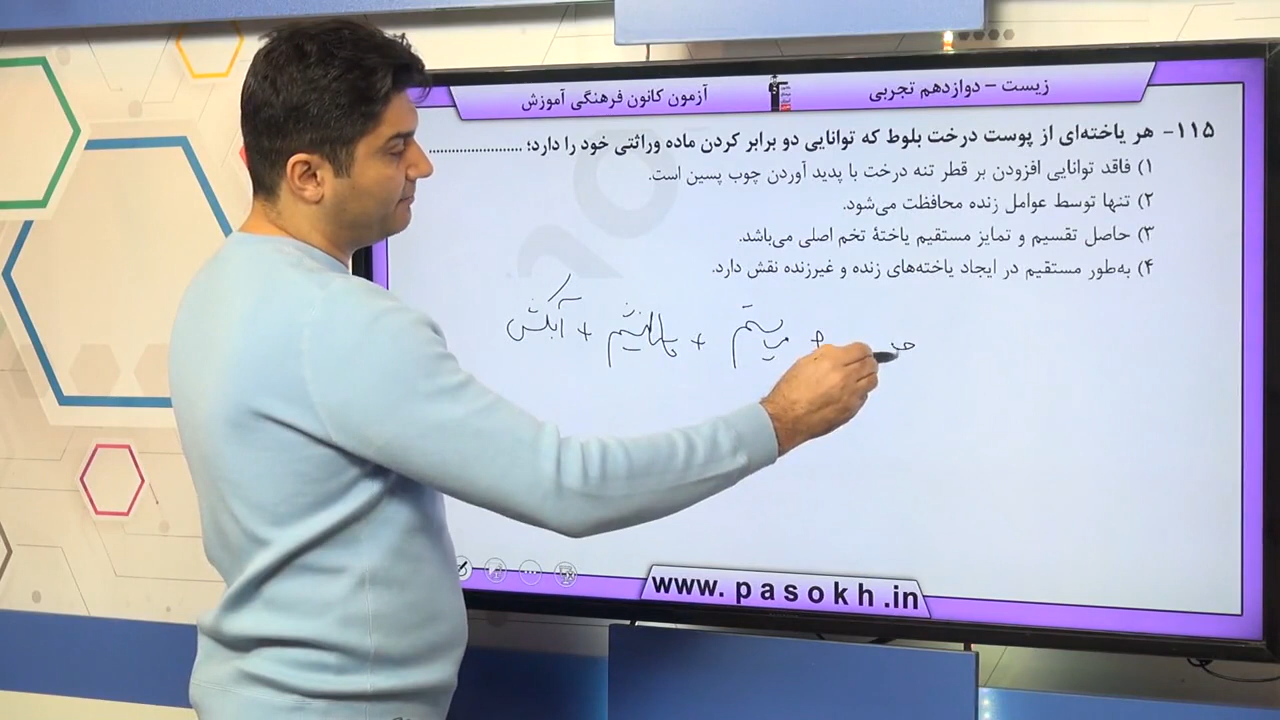 زیست – دوازدهم تجربی
آزمون کانون فرهنگی آموزش
۱۱۵- هر یاخته‌ای از پوست درخت بلوط که توانایی دو برابر کردن ماده وراثتی خود را دارد؛ ......................
۱) فاقد توانایی افزودن بر قطر تنه درخت با پدید آوردن چوب پسین است.
۲) تنها توسط عوامل زنده محافظت می‌شود.
۳) حاصل تقسیم و تمایز مستقیم یاختهٔ تخم اصلی می‌باشد.
۴) به‌طور مستقیم در ایجاد یاخته‌های زنده و غیرزنده نقش دارد.
+ مریستم + پارانشیم + آبکش
www.pasokh.in